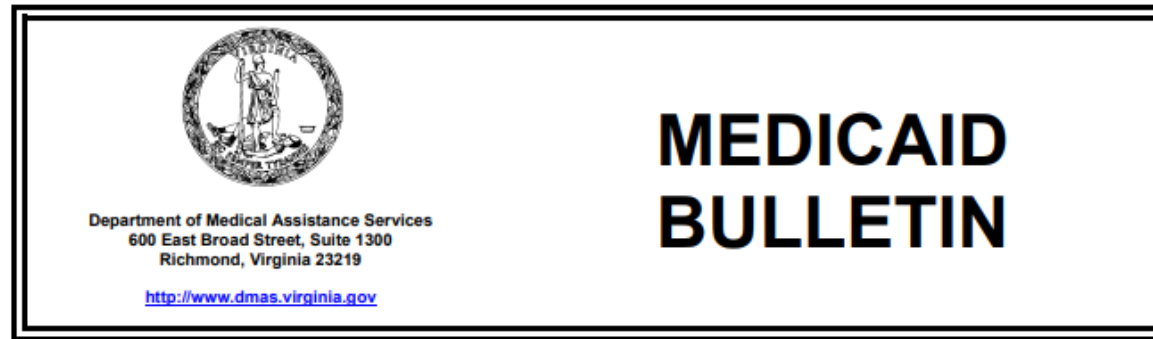 VIRGINIA
Department of Medical Assistance Services
600 East Broad Street, Suite 1300
Richmond, Virginia 23219
http://www.dmas.virginia.gov
MEDICAID
BULLETIN